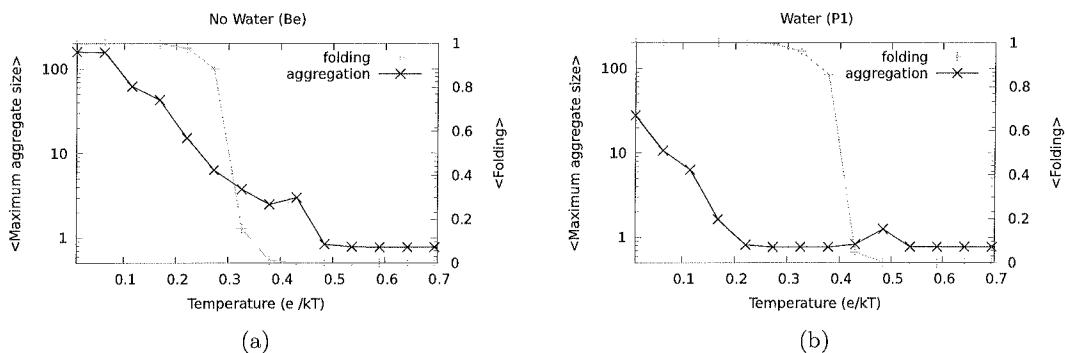 No Water (Be)
<Maximum aggregate size>
100
10
1
folding
aggregation
1
0.8
0.6
0.4
0.2
0
<Folding>
0.1 0.2 0.3 0.4 0.5 0.6 0.7
Temperature (e /kT)
(a)
Water (P1)
<Maximum aggregate size>
100
10
1
folding
aggregation
1
0.8
0.6
0.4
0.2
0
<Folding>
0.1 0.2 0.3 0.4 0.5 0.6 0.7
Temperature (e/kT)
(b)